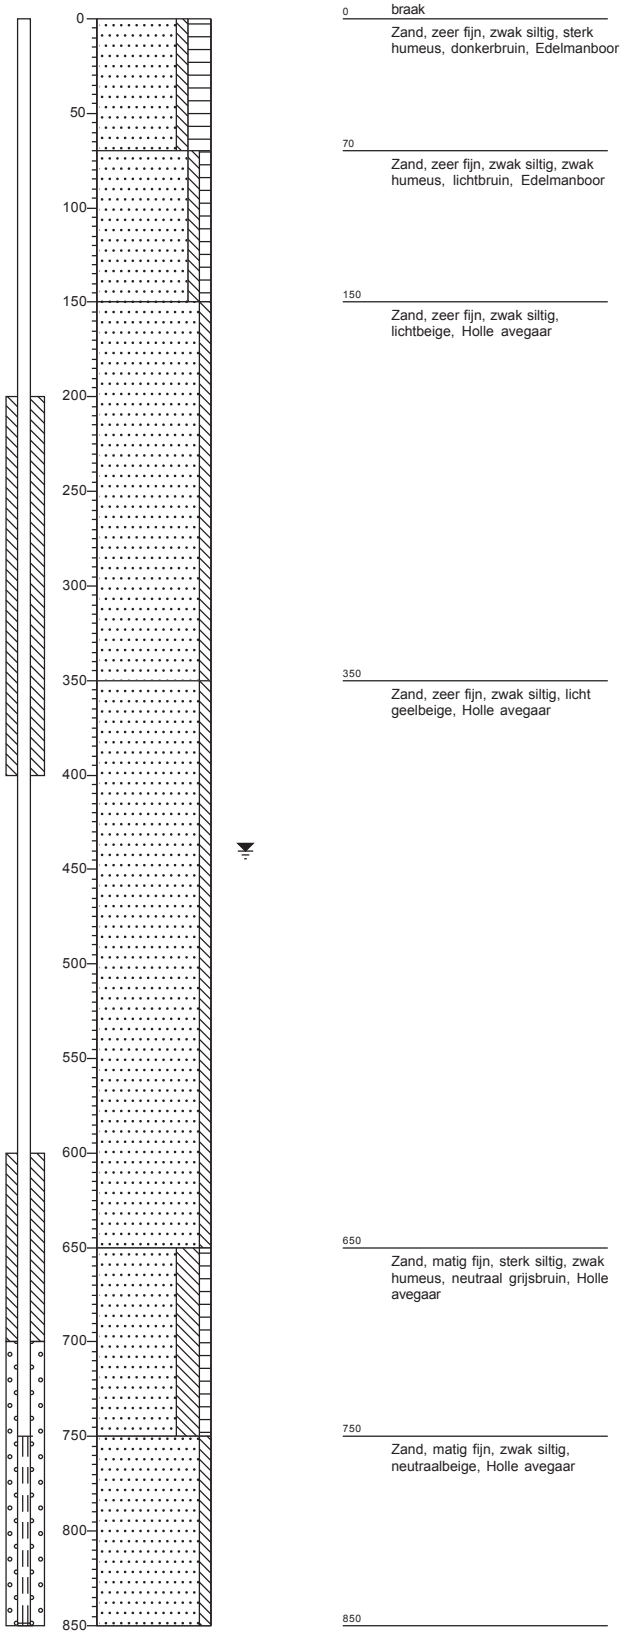 0
50
100
150
200
250
300
350
400
450
500
550
600
650
700
750
800
850
0
braak
Zand, zeer fijn, zwak siltig, sterk
humeus, donkerbruin, Edelmanboor
70
Zand, zeer fijn, zwak siltig, zwak
humeus, lichtbruin, Edelmanboor
150
Zand, zeer fijn, zwak siltig,
lichtbeige, Holle avegaar
350
Zand, zeer fijn, zwak siltig, licht
geelbeige, Holle avegaar
650
Zand, matig fijn, sterk siltig, zwak
humeus, neutraal grijsbruin, Holle
avegaar
750
Zand, matig fijn, zwak siltig,
neutraalbeige, Holle avegaar
850